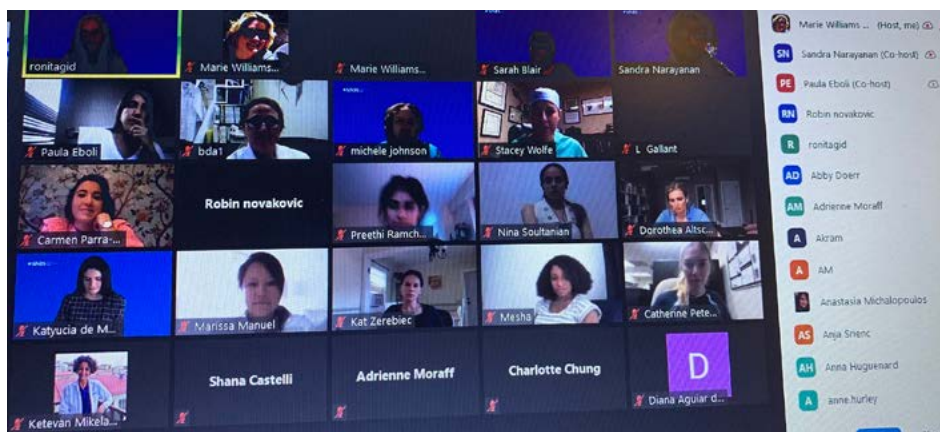 ronitagid
Marie Williams...
Marie Williams...
Sarah Blair
Sandra Narayanan
Paula Eboli
bda1
michele johnson
Stacey Wolfe
L Gallant
Carmen Parra-...
Robin novakovic
Preethi Ramch...
Nina Soultanian
Dorothea Altsc...
Katyucia de M...
Marissa Manuel
Kat Zerebiec
Mesha
Catherine Pete...
Ketevan Mikela...
Shana Castelli
Adrienne Moraff
Charlotte Chung
D
Diana Aguiar d...
Marie Williams ... (Host, me)
SN Sandra Narayanan (Co-host)
PE Paula Eboli (Co-host)
RN Robin novakovic
R ronitagid
AD Abby Doerr
AM Adrienne Moraff
A Akram
A AM
Anastasia Michalopoulos
AS Anja Srienc
AH Anna Huguenard
A anne.hurley